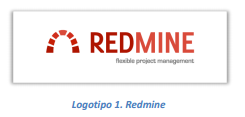 REDMINE
flexible project management
Logotipo 1. Redmine